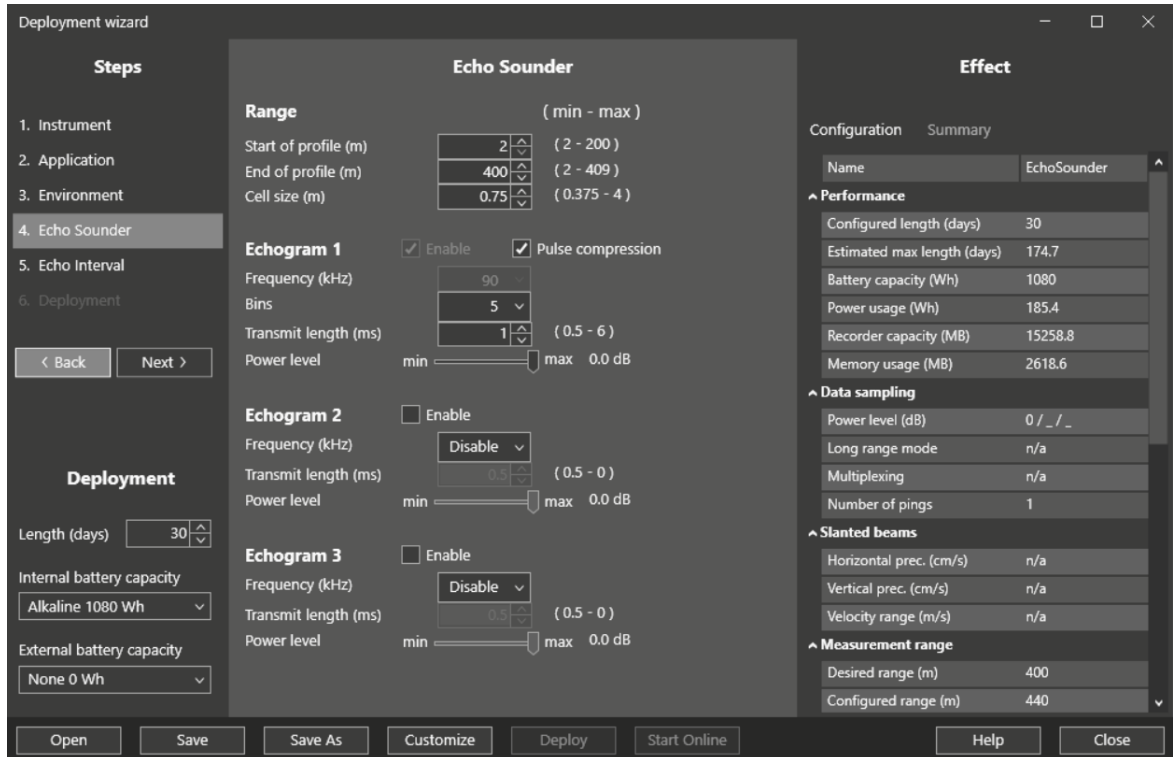 Deployment wizard
Steps
1. Instrument
2. Application
3. Environment
4. Echo Sounder
5. Echo Interval
6. Deployment
< Back
Next >
Deployment
Length (days) 30
Internal battery capacity
Alkaline 1080 Wh
External battery capacity
None 0 Wh
Echo Sounder
Range ( min - max )
Start of profile (m) 2 ( 2 - 200 )
End of profile (m) 400 ( 2 - 409 )
Cell size (m) 0.75 ( 0.375 - 4 )
Echogram 1 Enable Pulse compression
Frequency (kHz) 90
Bins 5
Transmit length (ms) 1 ( 0.5 - 6 )
Power level min max 0.0 dB
Echogram 2 Enable
Frequency (kHz) Disable
Transmit length (ms) 0.5 ( 0.5 - 0 )
Power level min max 0.0 dB
Echogram 3 Enable
Frequency (kHz) Disable
Transmit length (ms) 0.5 ( 0.5 - 0 )
Power level min max 0.0 dB
Effect
Configuration Summary
Name EchoSounder
Performance
Configured length (days) 30
Estimated max length (days) 174.7
Battery capacity (Wh) 1080
Power usage (Wh) 185.4
Recorder capacity (MB) 15258.8
Memory usage (MB) 2618.6
Data sampling
Power level (dB) 0 / _ / _
Long range mode n/a
Multiplexing n/a
Number of pings 1
Slanted beams
Horizontal prec. (cm/s) n/a
Vertical prec. (cm/s) n/a
Velocity range (m/s) n/a
Measurement range
Desired range (m) 400
Configured range (m) 440
Open
Save
Save As
Customize
Deploy
Start Online
Help
Close